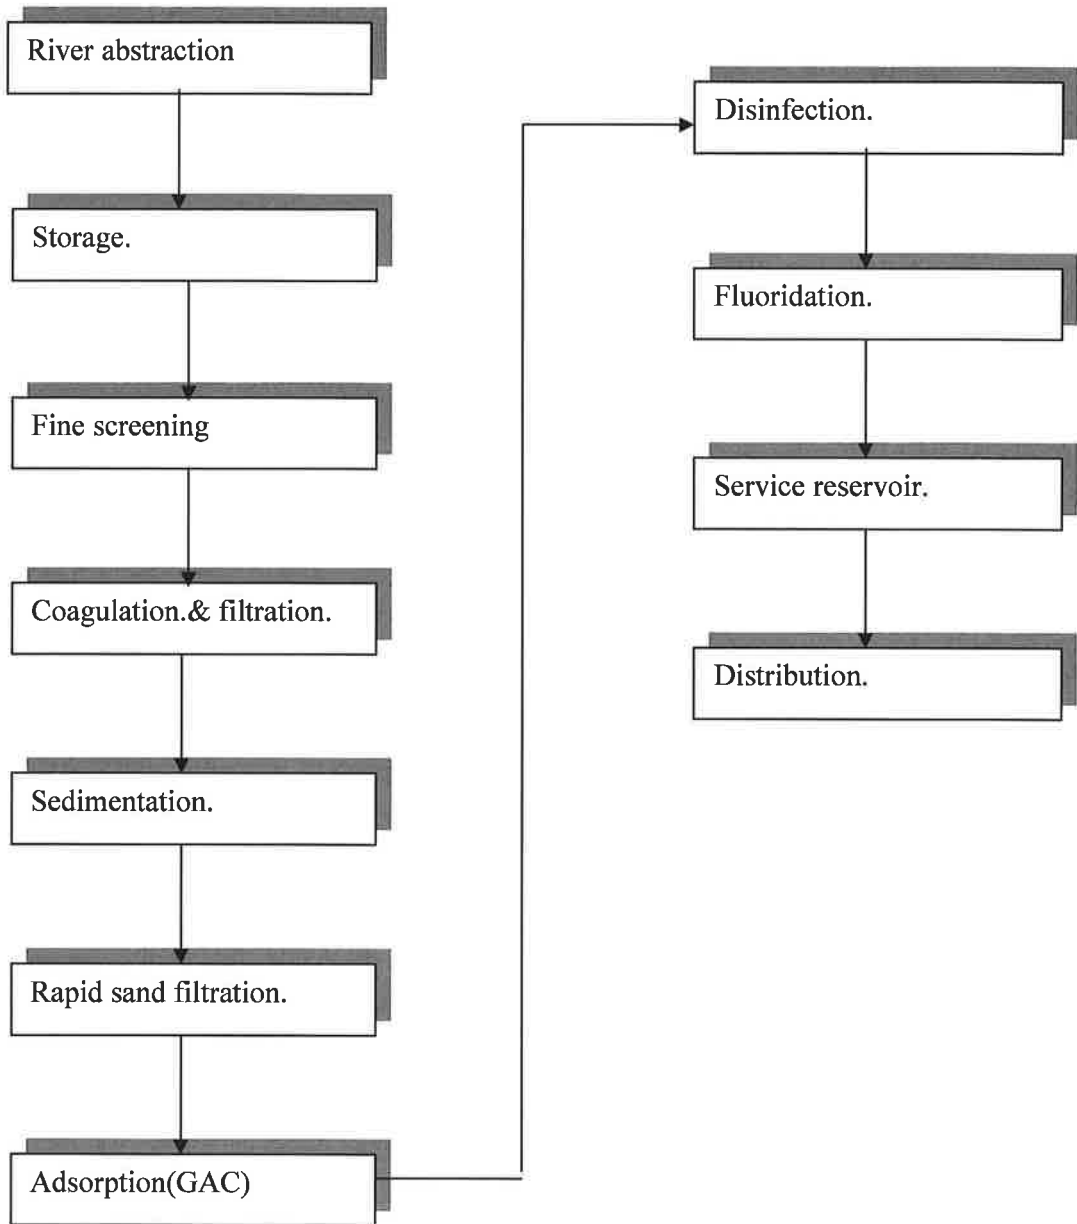 River abstraction
Storage.
Fine screening
Coagulation.& filtration.
Sedimentation.
Rapid sand filtration.
Adsorption(GAC)
Disinfection.
Fluoridation.
Service reservoir.
Distribution.